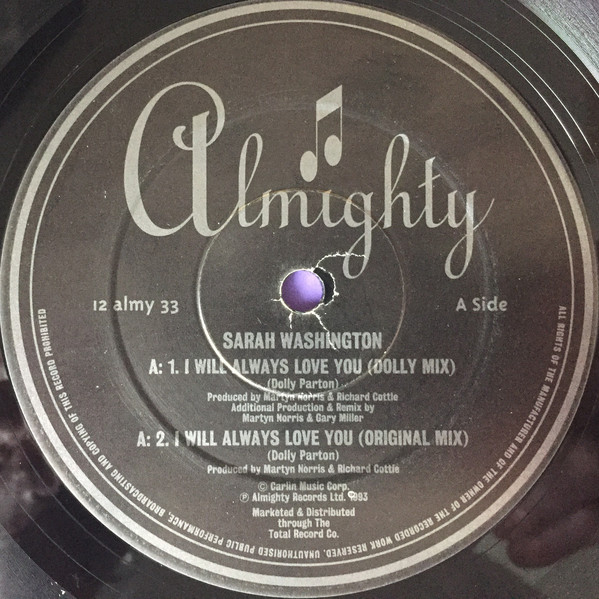 Almighty
12 almy 33
A Side
SARAH WASHINGTON
A: 1. I WILL ALWAYS LOVE YOU (DOLLY MIX)
(Dolly Parton)
Produced by Martyn Norris & Richard Cottle
Additional Production & Remix by
Martyn Norris & Gary Miller
A: 2. I WILL ALWAYS LOVE YOU (ORIGINAL MIX)
(Dolly Parton)
Produced by Martyn Norris & Richard Cottle
© Carlin Music Corp.
℗ Almighty Records Ltd. 1993
Marketed & Distributed
through The
Total Record Co.
ALL RIGHTS OF THE MANUFACTURER AND OF THE OWNER OF THE RECORDED WORK RESERVED. UNAUTHORISED PUBLIC PERFORMANCE, BROADCASTING AND COPYING OF THIS RECORD PROHIBITED